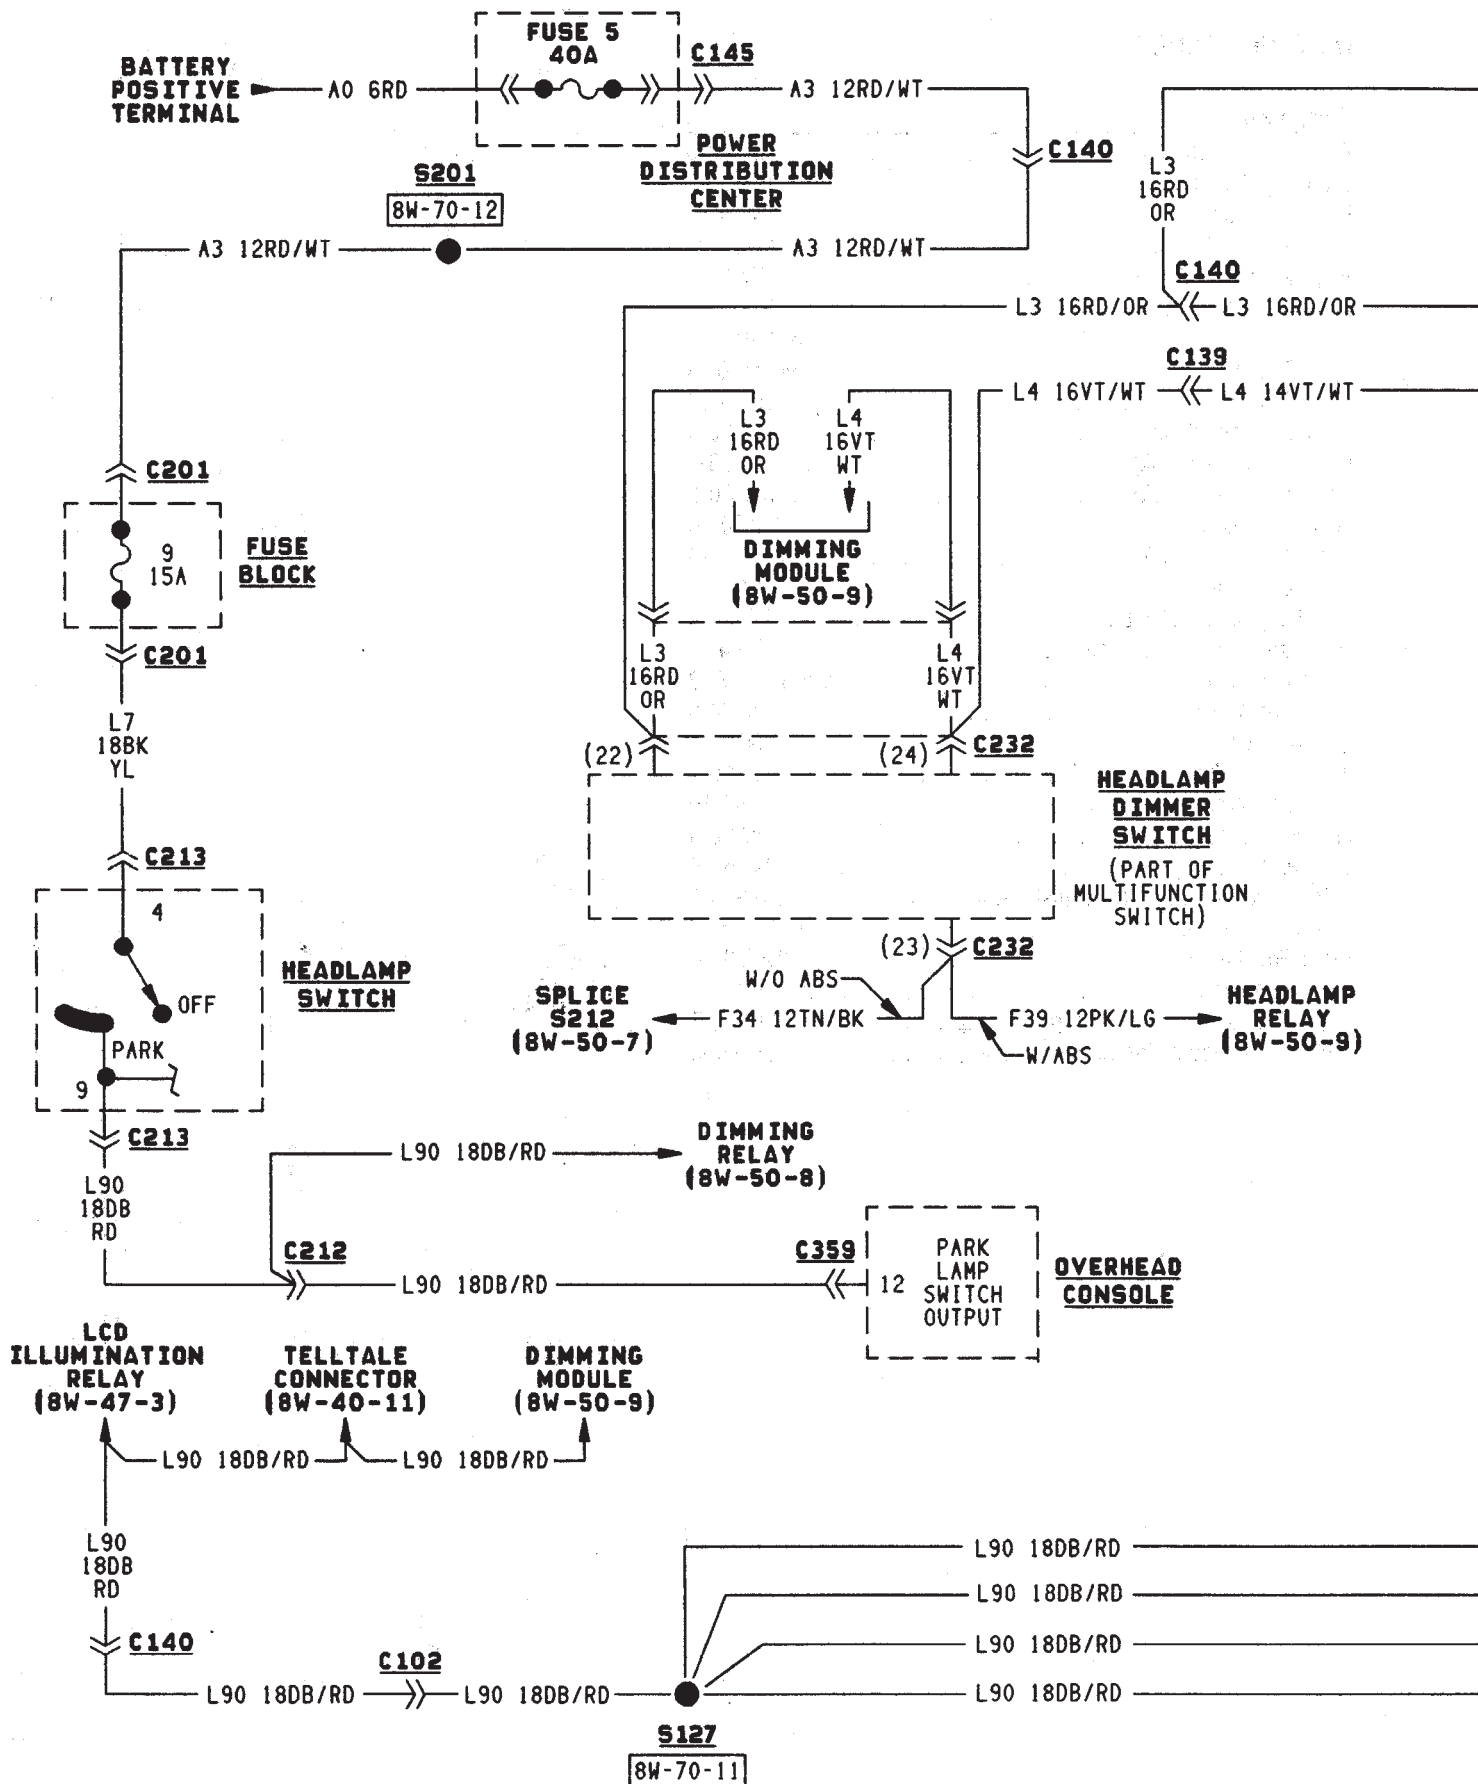 FUSE 5
40A
C145
BATTERY
POSITIVE
TERMINAL
A0 6RD
A3 12RD/WT
POWER
DISTRIBUTION
CENTER
C140
L3
16RD
OR
S201
8W-70-12
A3 12RD/WT
A3 12RD/WT
C140
L3 16RD/OR
L3 16RD/OR
C139
L4 16VT/WT
L4 14VT/WT
L3
16RD
OR
L4
16VT
WT
DIMMING
MODULE
(8W-50-9)
C201
9
15A
FUSE
BLOCK
C201
L3
16RD
OR
L4
16VT
WT
L7
18BK
YL
(22)
(24)
C232
HEADLAMP
DIMMER
SWITCH
(PART OF
MULTIFUNCTION
SWITCH)
C213
4
OFF
PARK
9
HEADLAMP
SWITCH
(23)
C232
W/O ABS
SPLICE
S212
(8W-50-7)
F34 12TN/BK
F39 12PK/LG
HEADLAMP
RELAY
(8W-50-9)
W/ABS
C213
L90
18DB
RD
L90 18DB/RD
DIMMING
RELAY
(8W-50-8)
C212
L90 18DB/RD
C359
12
PARK
LAMP
SWITCH
OUTPUT
OVERHEAD
CONSOLE
LCD
ILLUMINATION
RELAY
(8W-47-3)
TELLTALE
CONNECTOR
(8W-40-11)
DIMMING
MODULE
(8W-50-9)
L90 18DB/RD
L90 18DB/RD
L90
18DB
RD
L90 18DB/RD
L90 18DB/RD
L90 18DB/RD
C140
C102
L90 18DB/RD
L90 18DB/RD
L90 18DB/RD
S127
8W-70-11